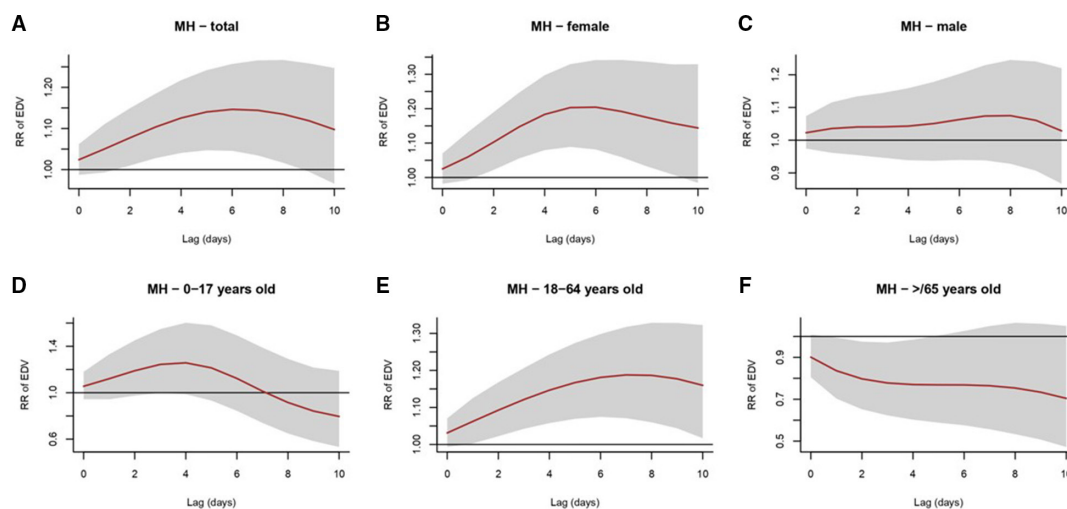 A
MH − total
RR of EDV
1.00 1.10 1.20
0 2 4 6 8 10
Lag (days)
B
MH − female
RR of EDV
1.00 1.10 1.20 1.30
0 2 4 6 8 10
Lag (days)
C
MH − male
RR of EDV
0.9 1.0 1.1 1.2
0 2 4 6 8 10
Lag (days)
D
MH − 0−17 years old
RR of EDV
0.6 1.0 1.4
0 2 4 6 8 10
Lag (days)
E
MH − 18−64 years old
RR of EDV
1.00 1.10 1.20 1.30
0 2 4 6 8 10
Lag (days)
F
MH − >/65 years old
RR of EDV
0.5 0.7 0.9
0 2 4 6 8 10
Lag (days)